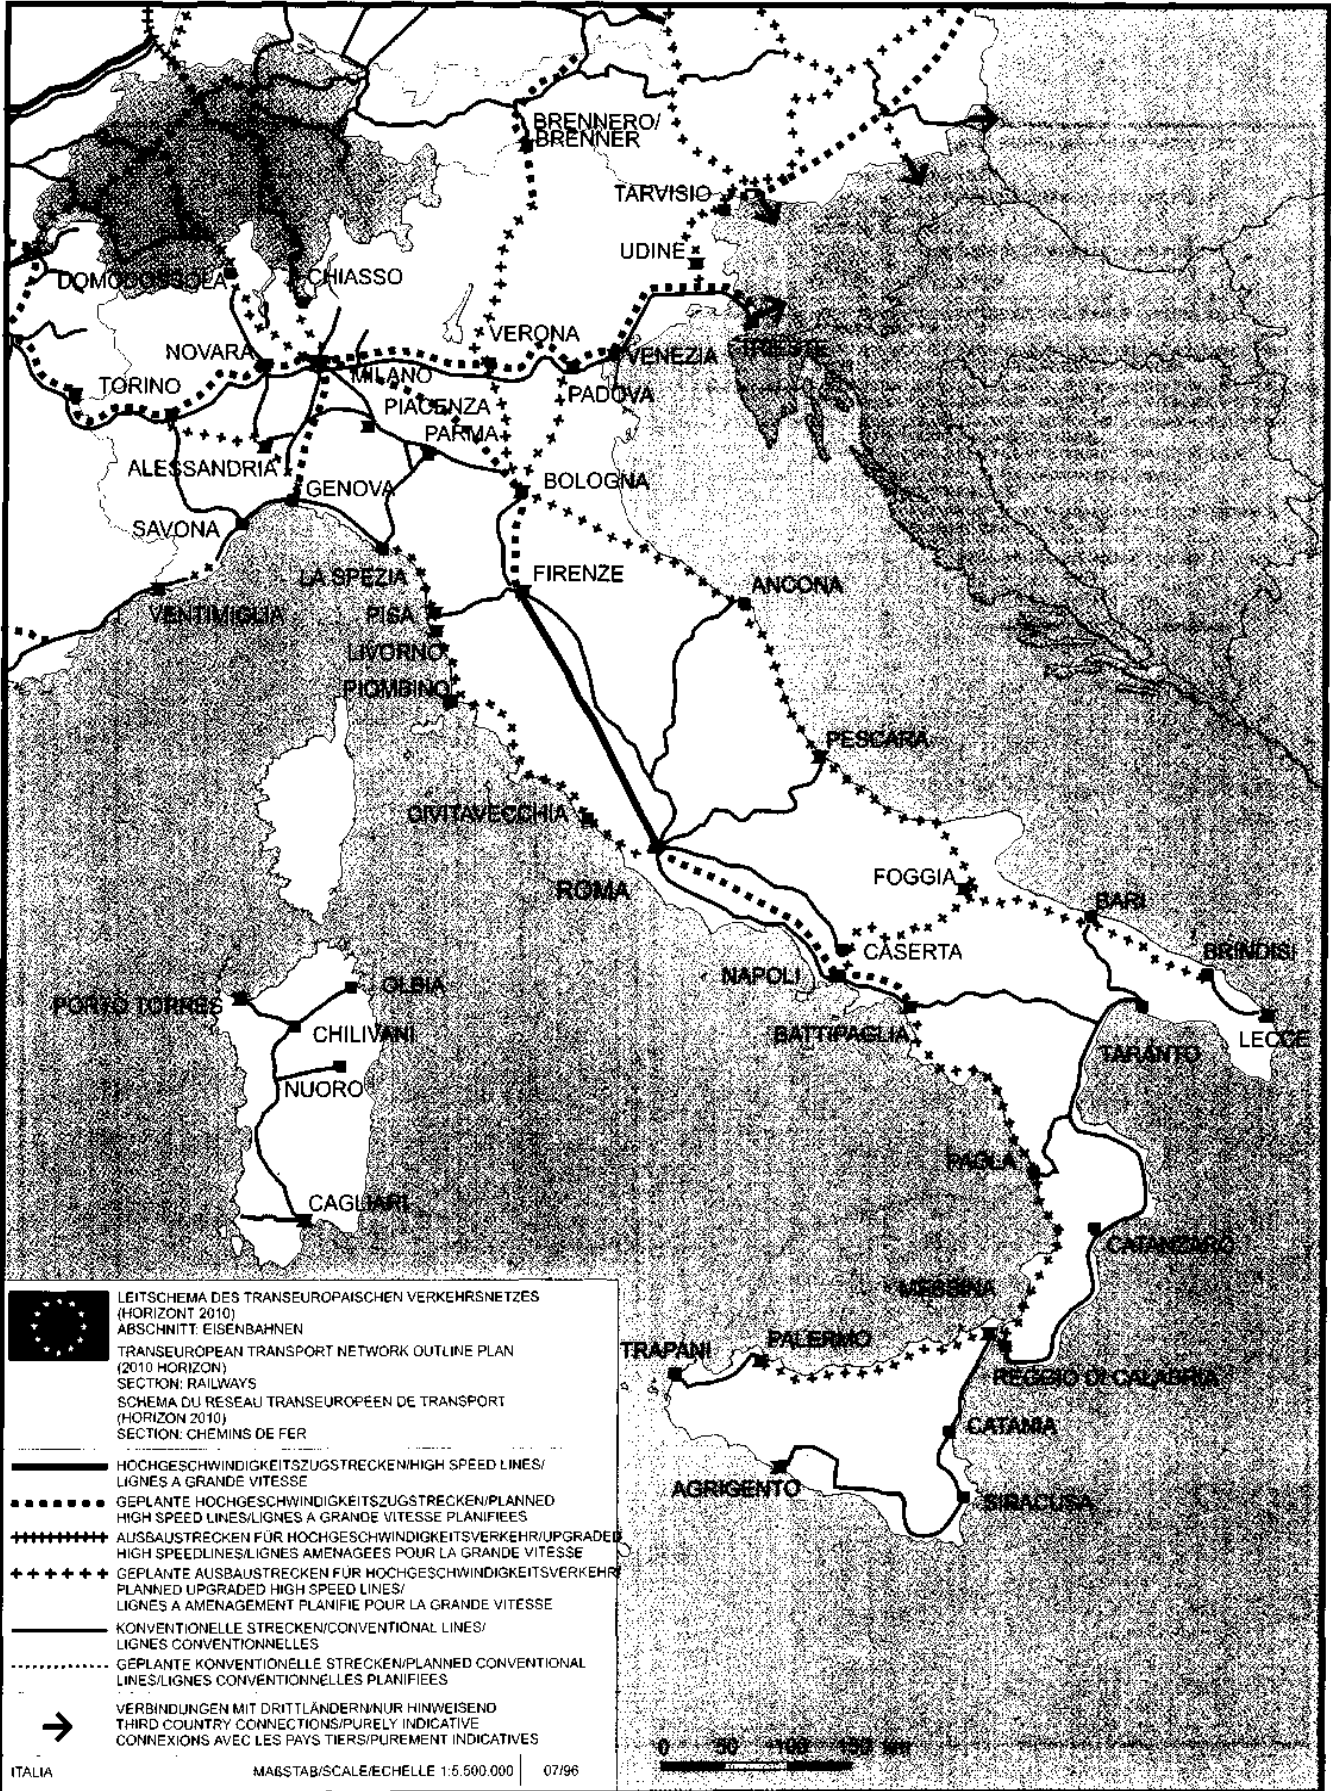 BRENNERO/
BRENNER
TARVISIO
UDINE
DOMODOSSOLA
CHIASSO
VERONA
NOVARA
MILANO
VENEZIA
TRIESTE
TORINO
PADOVA
PIACENZA
PARMA
ALESSANDRIA
GENOVA
BOLOGNA
SAVONA
LA SPEZIA
FIRENZE
ANCONA
VENTIMIGLIA
PISA
LIVORNO
PIOMBINO
PESCARA
CIVITAVECCHIA
ROMA
FOGGIA
BARI
CASERTA
BRINDISI
NAPOLI
OLBIA
PORTO TORRES
CHILIVANI
BATTIPAGLIA
LECCE
TARANTO
NUORO
PAOLA
CAGLIARI
CATANZARO
MESSINA
TRAPANI
PALERMO
REGGIO DI CALABRIA
CATANIA
AGRIGENTO
SIRACUSA
LEITSCHEMA DES TRANSEUROPAISCHEN VERKEHRSNETZES
(HORIZONT 2010)
ABSCHNITT: EISENBAHNEN
TRANSEUROPEAN TRANSPORT NETWORK OUTLINE PLAN
(2010 HORIZON)
SECTION: RAILWAYS
SCHEMA DU RESEAU TRANSEUROPEEN DE TRANSPORT
(HORIZON 2010)
SECTION: CHEMINS DE FER
HOCHGESCHWINDIGKEITSZUGSTRECKEN/HIGH SPEED LINES/
LIGNES A GRANDE VITESSE
GEPLANTE HOCHGESCHWINDIGKEITSZUGSTRECKEN/PLANNED
HIGH SPEED LINES/LIGNES A GRANDE VITESSE PLANIFIEES
AUSBAUSTRECKEN FÜR HOCHGESCHWINDIGKEITSVERKEHR/UPGRADED
HIGH SPEEDLINES/LIGNES AMENAGEES POUR LA GRANDE VITESSE
GEPLANTE AUSBAUSTRECKEN FÜR HOCHGESCHWINDIGKEITSVERKEHR/
PLANNED UPGRADED HIGH SPEED LINES/
LIGNES A AMENAGEMENT PLANIFIE POUR LA GRANDE VITESSE
KONVENTIONELLE STRECKEN/CONVENTIONAL LINES/
LIGNES CONVENTIONNELLES
GEPLANTE KONVENTIONELLE STRECKEN/PLANNED CONVENTIONAL
LINES/LIGNES CONVENTIONNELLES PLANIFIEES
VERBINDUNGEN MIT DRITTLÄNDERN/NUR HINWEISEND
THIRD COUNTRY CONNECTIONS/PURELY INDICATIVE
CONNEXIONS AVEC LES PAYS TIERS/PUREMENT INDICATIVES
0 50 100 150 km
ITALIA MAßSTAB/SCALE/ECHELLE 1:5.500.000 07/96